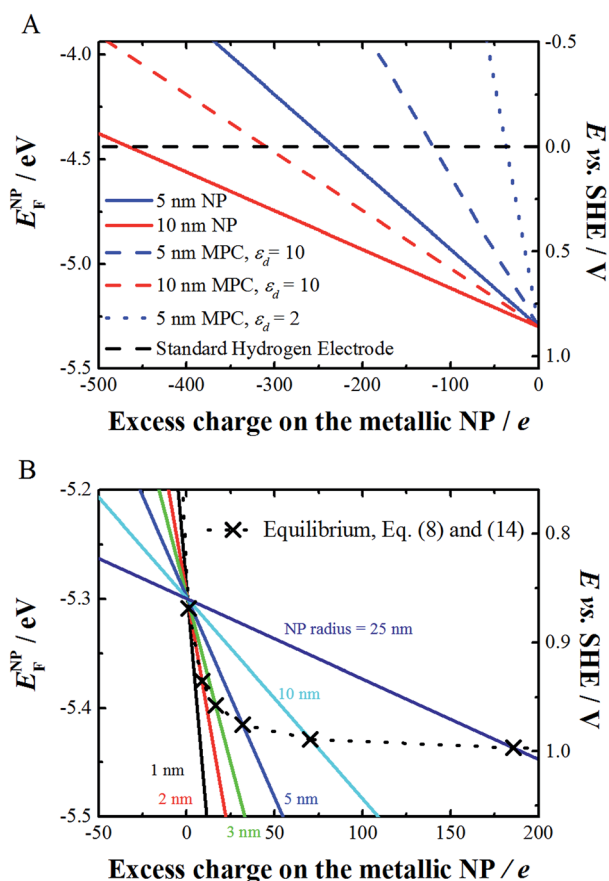 A
-4.0
-4.5
-5.0
-5.5
E_F^NP / eV
-0.5
0.0
0.5
1.0
E vs. SHE / V
5 nm NP
10 nm NP
5 nm MPC, ε_d = 10
10 nm MPC, ε_d = 10
5 nm MPC, ε_d = 2
Standard Hydrogen Electrode
-500 -400 -300 -200 -100 0
Excess charge on the metallic NP / e
B
-5.2
-5.3
-5.4
-5.5
E_F^NP / eV
0.8
0.9
1.0
E vs. SHE / V
Equilibrium, Eq. (8) and (14)
NP radius = 25 nm
10 nm
1 nm
2 nm
5 nm
3 nm
-50 0 50 100 150 200
Excess charge on the metallic NP / e